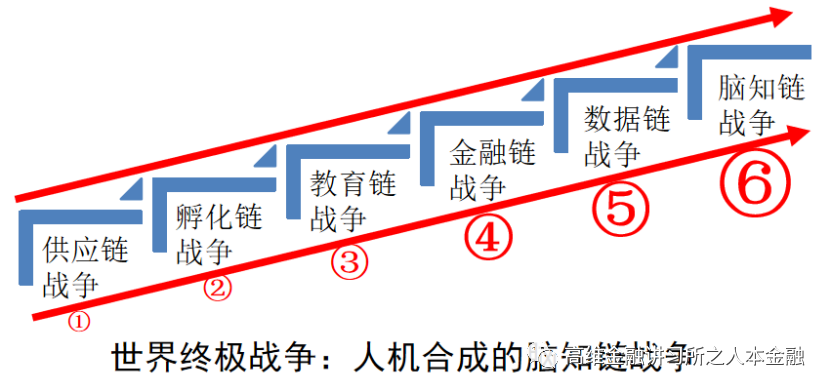 供应链
战争
①
孵化链
战争
②
教育链
战争
③
金融链
战争
④
数据链
战争
⑤
脑知链
战争
⑥
世界终极战争：人机合成的脑知链战争
高维金融讲习所之人本金融